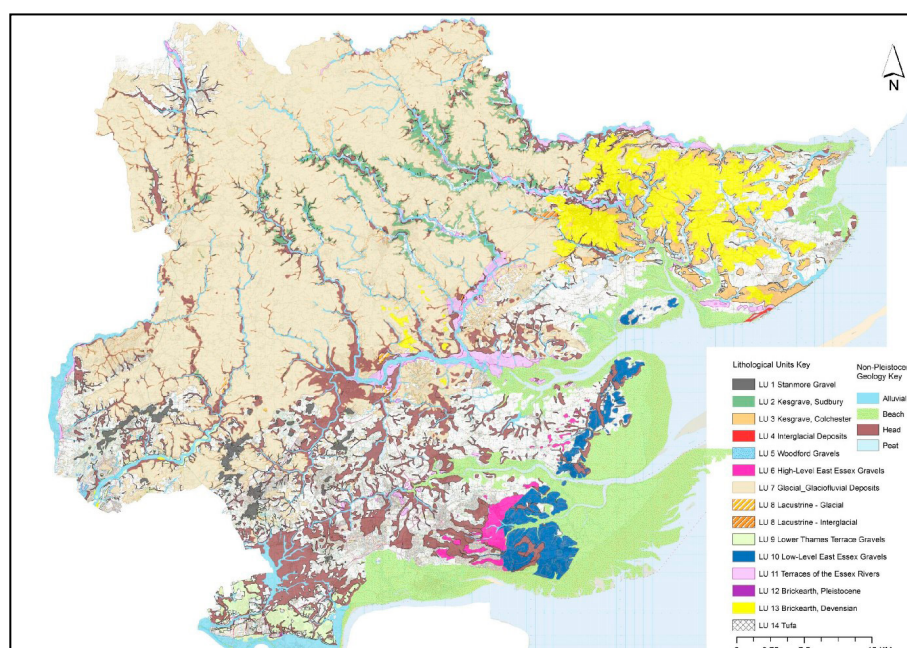 N
Lithological Units Key
LU 1 Stanmore Gravel
LU 2 Kesgrave, Sudbury
LU 3 Kesgrave, Colchester
LU 4 Interglacial Deposits
LU 5 Woodford Gravels
LU 6 High-Level East Essex Gravels
LU 7 Glacial_Glaciofluvial Deposits
LU 8 Lacustrine - Glacial
LU 8 Lacustrine - Interglacial
LU 9 Lower Thames Terrace Gravels
LU 10 Low-Level East Essex Gravels
LU 11 Terraces of the Essex Rivers
LU 12 Brickearth, Pleistocene
LU 13 Brickearth, Devensian
LU 14 Tufa
Non-Pleistocen
Geology Key
Alluvial
Beach
Head
Peat